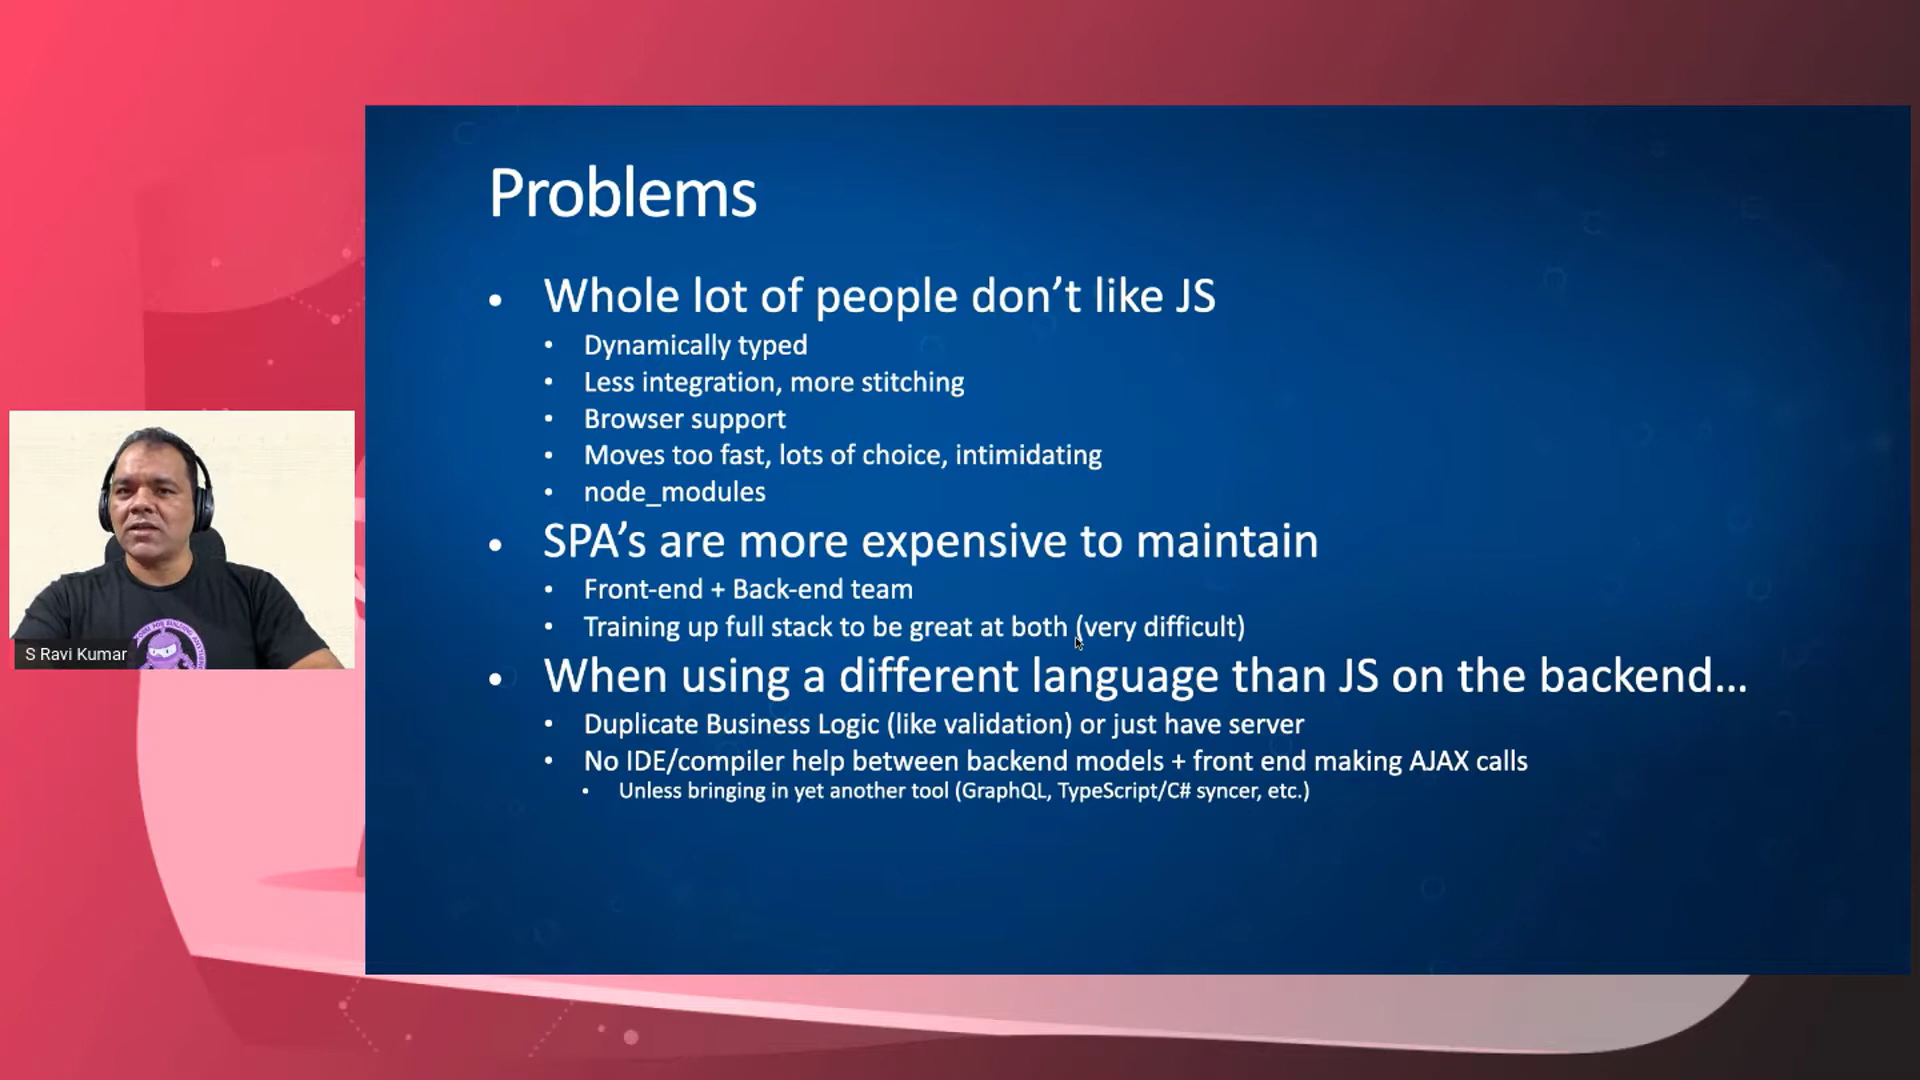 Problems
Whole lot of people don’t like JS
Dynamically typed
Less integration, more stitching
Browser support
Moves too fast, lots of choice, intimidating
node_modules
SPA’s are more expensive to maintain
Front-end + Back-end team
Training up full stack to be great at both (very difficult)
When using a different language than JS on the backend...
Duplicate Business Logic (like validation) or just have server
No IDE/compiler help between backend models + front end making AJAX calls
Unless bringing in yet another tool (GraphQL, TypeScript/C# syncer, etc.)
S Ravi Kumar